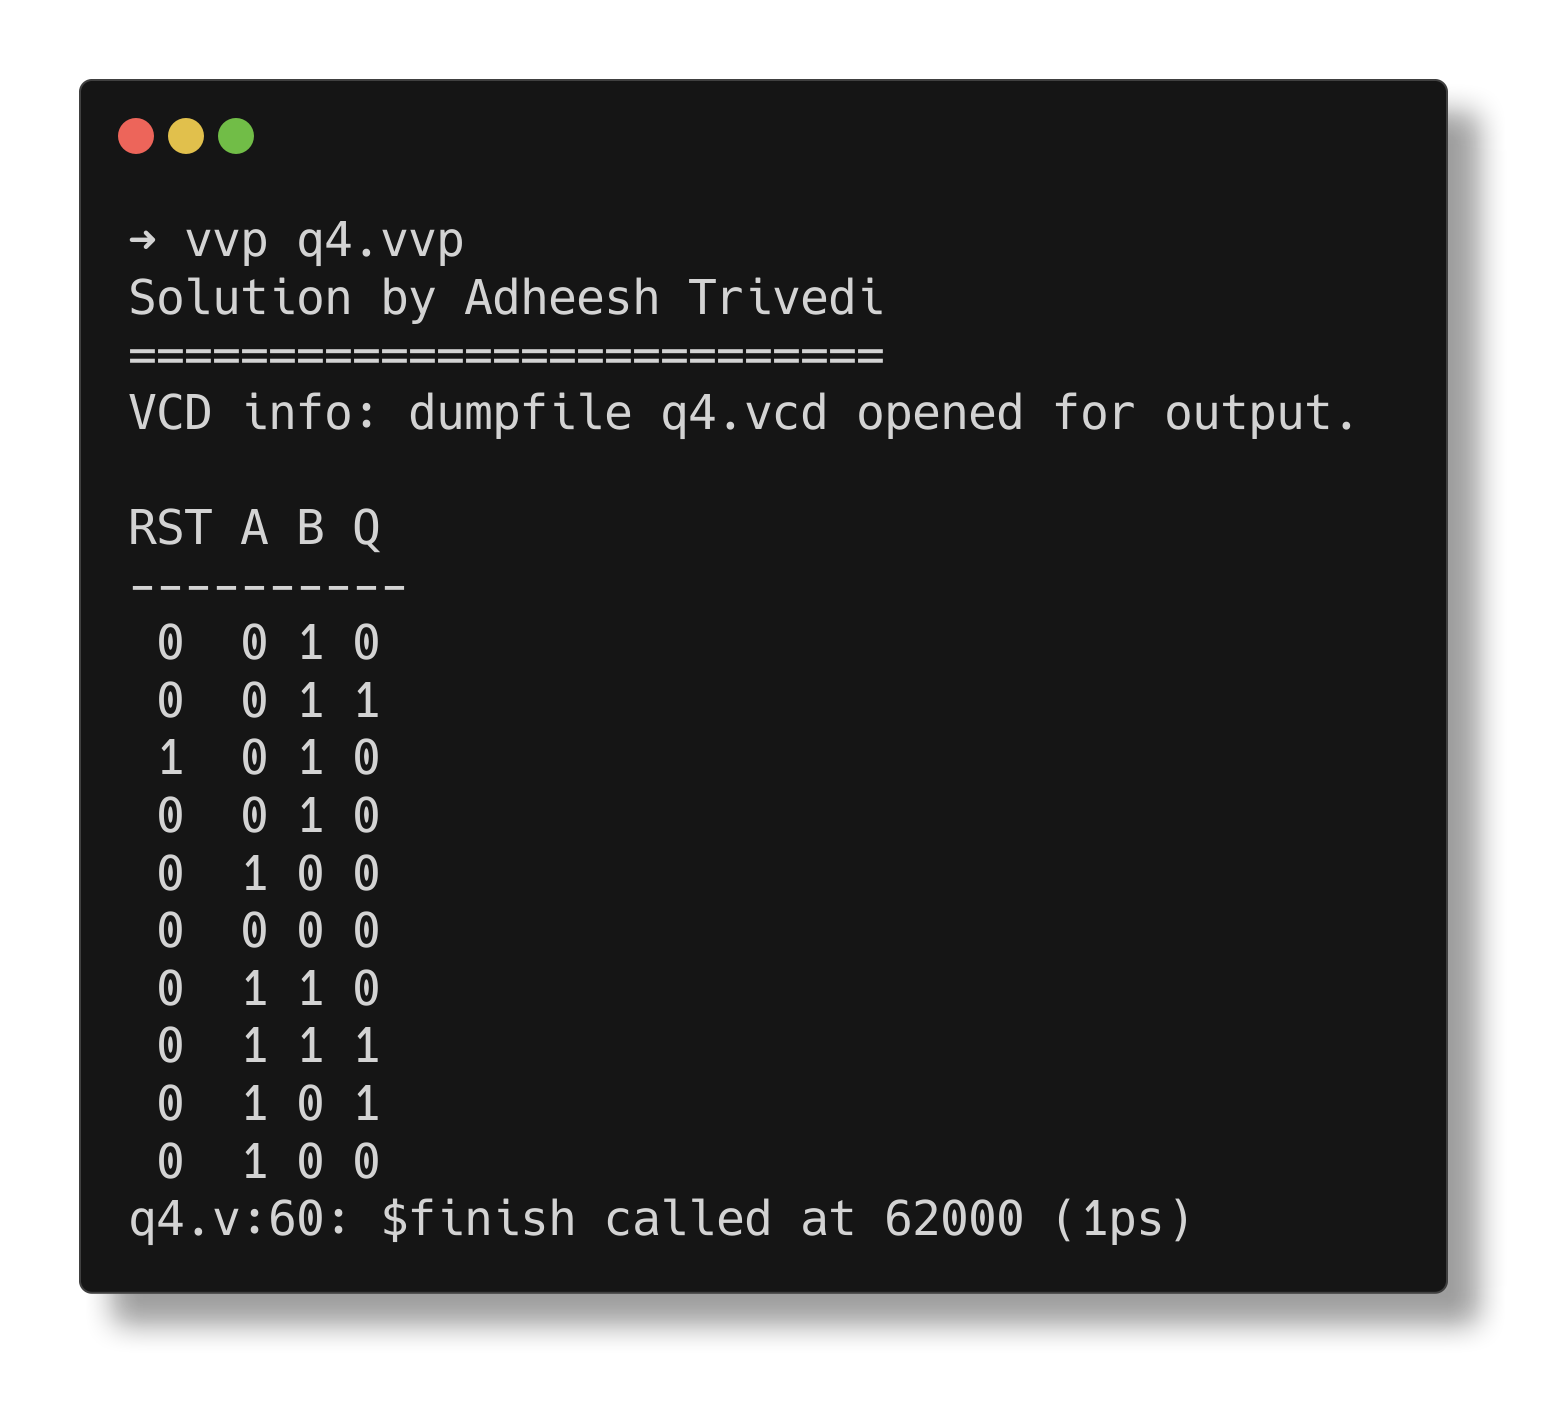 ➜ vvp q4.vvp
Solution by Adheesh Trivedi
===========================
VCD info: dumpfile q4.vcd opened for output.

RST A B Q
----------
 0  0 1 0
 0  0 1 1
 1  0 1 0
 0  0 1 0
 0  1 0 0
 0  0 0 0
 0  1 1 0
 0  1 1 1
 0  1 0 1
 0  1 0 0
q4.v:60: $finish called at 62000 (1ps)